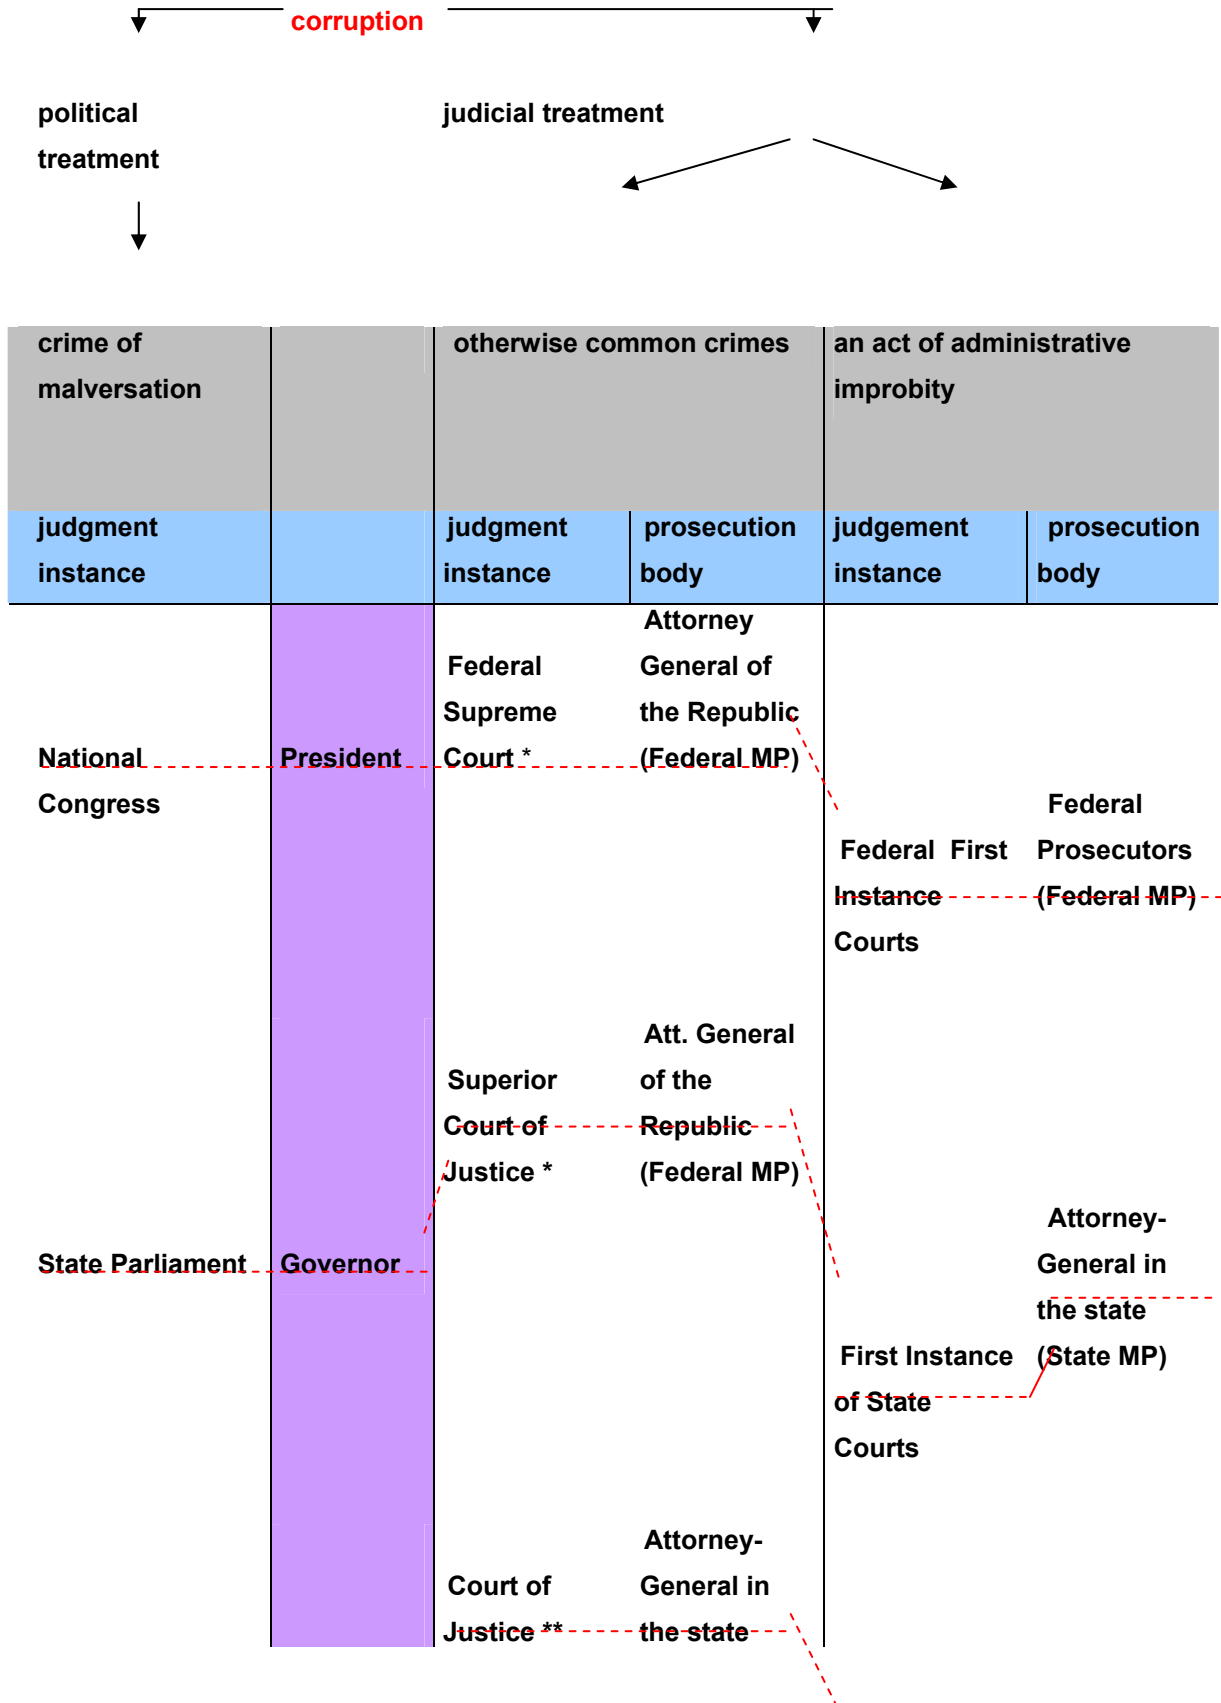 corruption
political
treatment
judicial treatment
crime of
malversation
otherwise common crimes
an act of administrative
improbity
judgment
instance
judgment
instance
prosecution
body
judgement
instance
prosecution
body
National
Congress
President
Federal
Supreme
Court *
Attorney
General of
the Republic
(Federal MP)
Federal First
Instance
Courts
Federal
Prosecutors
(Federal MP)
State Parliament
Governor
Superior
Court of
Justice *
Att. General
of the
Republic
(Federal MP)
First Instance
of State
Courts
Attorney-
General in
the state
(State MP)
Court of
Justice **
Attorney-
General in
the state